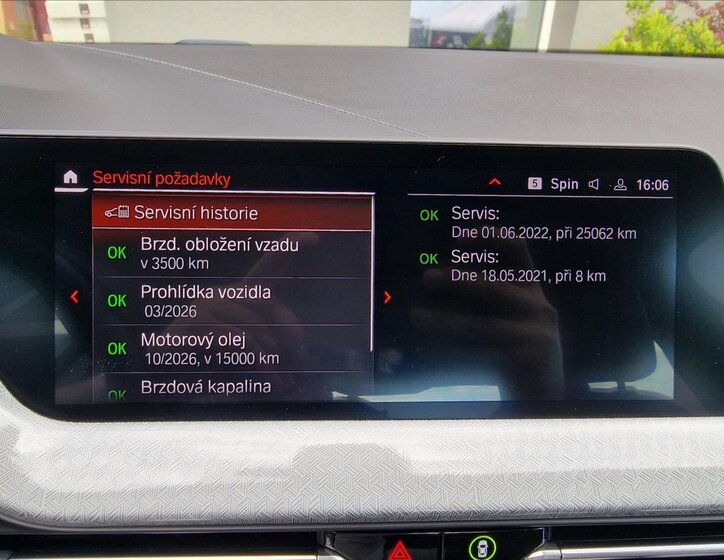 Servisní požadavky
5 Spin 16:06
Servisní historie
OK Brzd. obložení vzadu
v 3500 km
OK Prohlídka vozidla
03/2026
OK Motorový olej
10/2026, v 15000 km
OK Brzdová kapalina
OK Servis:
Dne 01.06.2022, při 25062 km
OK Servis:
Dne 18.05.2021, při 8 km